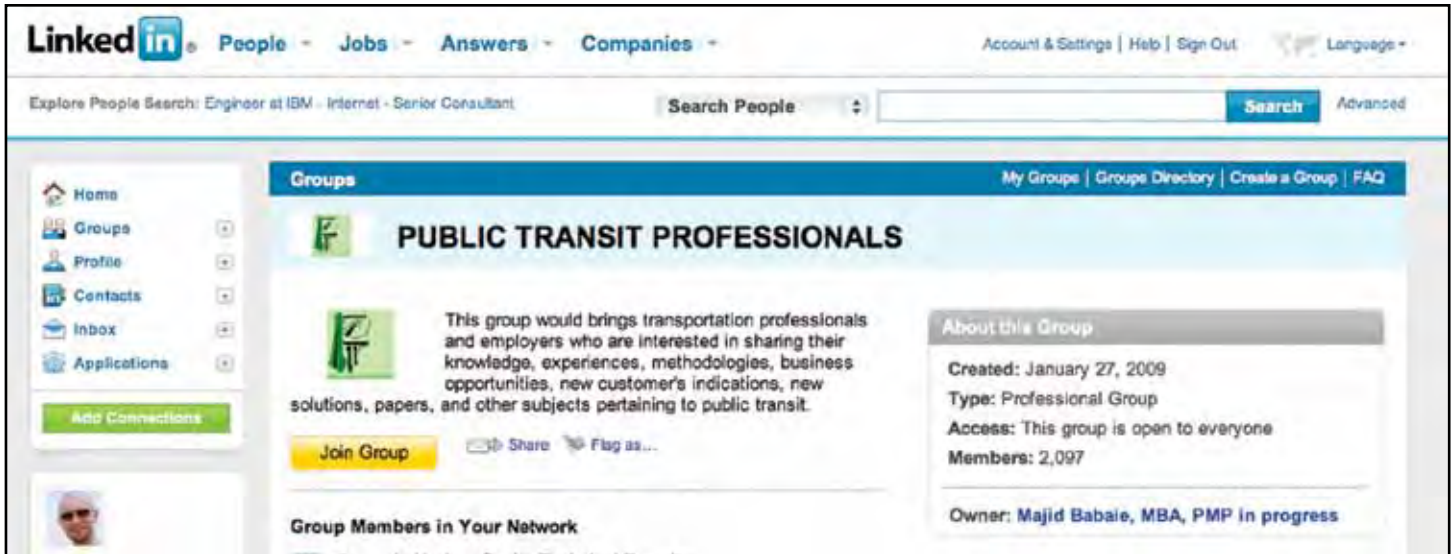 Linked in® People Jobs Answers Companies Account & Settings | Help | Sign Out Language
Explore People Search: Engineer at IBM - Internet - Senior Consultant Search People Search Advanced
Groups My Groups | Groups Directory | Create a Group | FAQ
Home
Groups
Profile
Contacts
Inbox
Applications
Add Connections
PUBLIC TRANSIT PROFESSIONALS
This group would brings transportation professionals
and employers who are interested in sharing their
knowledge, experiences, methodologies, business
opportunities, new customer's indications, new
solutions, papers, and other subjects pertaining to public transit.
Join Group Share Flag as...
Group Members in Your Network
About this Group
Created: January 27, 2009
Type: Professional Group
Access: This group is open to everyone
Members: 2,097
Owner: Majid Babaie, MBA, PMP in progress